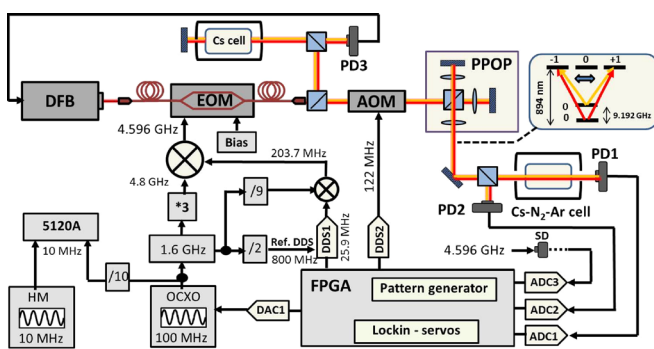 Cs cell
PD3
PPOP
-1 0 +1
894 nm
0
0
9.192 GHz
DFB
EOM
AOM
4.596 GHz
Bias
203.7 MHz
122 MHz
PD1
4.8 GHz
*3
/9
PD2
Cs-N₂-Ar cell
5120A
10 MHz
1.6 GHz
/2
Ref. DDS
800 MHz
DDS1
25.9 MHz
DDS2
4.596 GHz
SD
/10
FPGA
Pattern generator
ADC3
HM
10 MHz
OCXO
100 MHz
DAC1
ADC2
Lockin - servos
ADC1